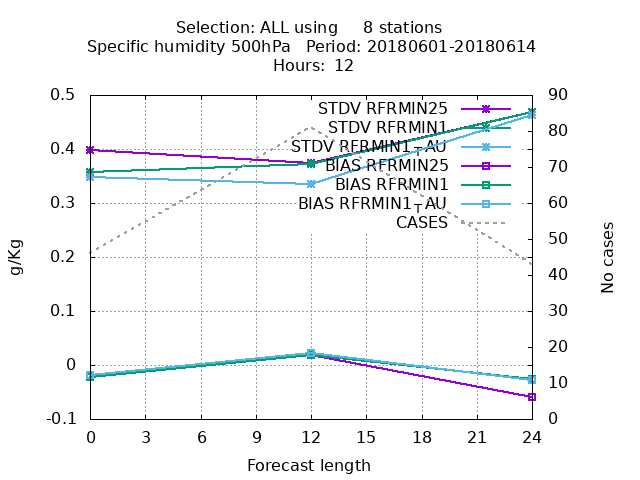 Selection: ALL using     8 stations
Specific humidity 500hPa   Period: 20180601-20180614
Hours:  12
0.5
0.4
0.3
0.2
0.1
0
-0.1
g/Kg
STDV RFRMIN25
STDV RFRMIN1
STDV RFRMIN1_TAU
BIAS RFRMIN25
BIAS RFRMIN1
BIAS RFRMIN1_TAU
CASES
90
80
70
60
50
40
30
20
10
0
No cases
0 3 6 9 12 15 18 21 24
Forecast length